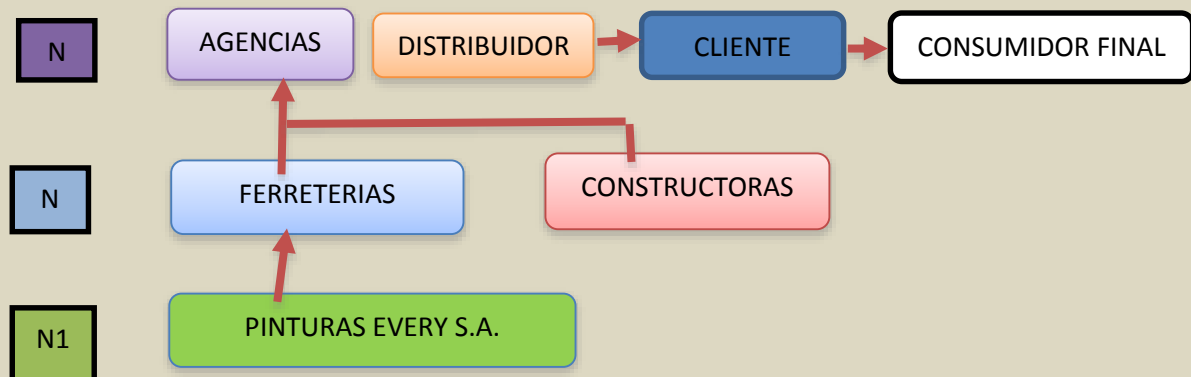 N
AGENCIAS
DISTRIBUIDOR
CLIENTE
CONSUMIDOR FINAL
N
FERRETERIAS
CONSTRUCTORAS
N1
PINTURAS EVERY S.A.